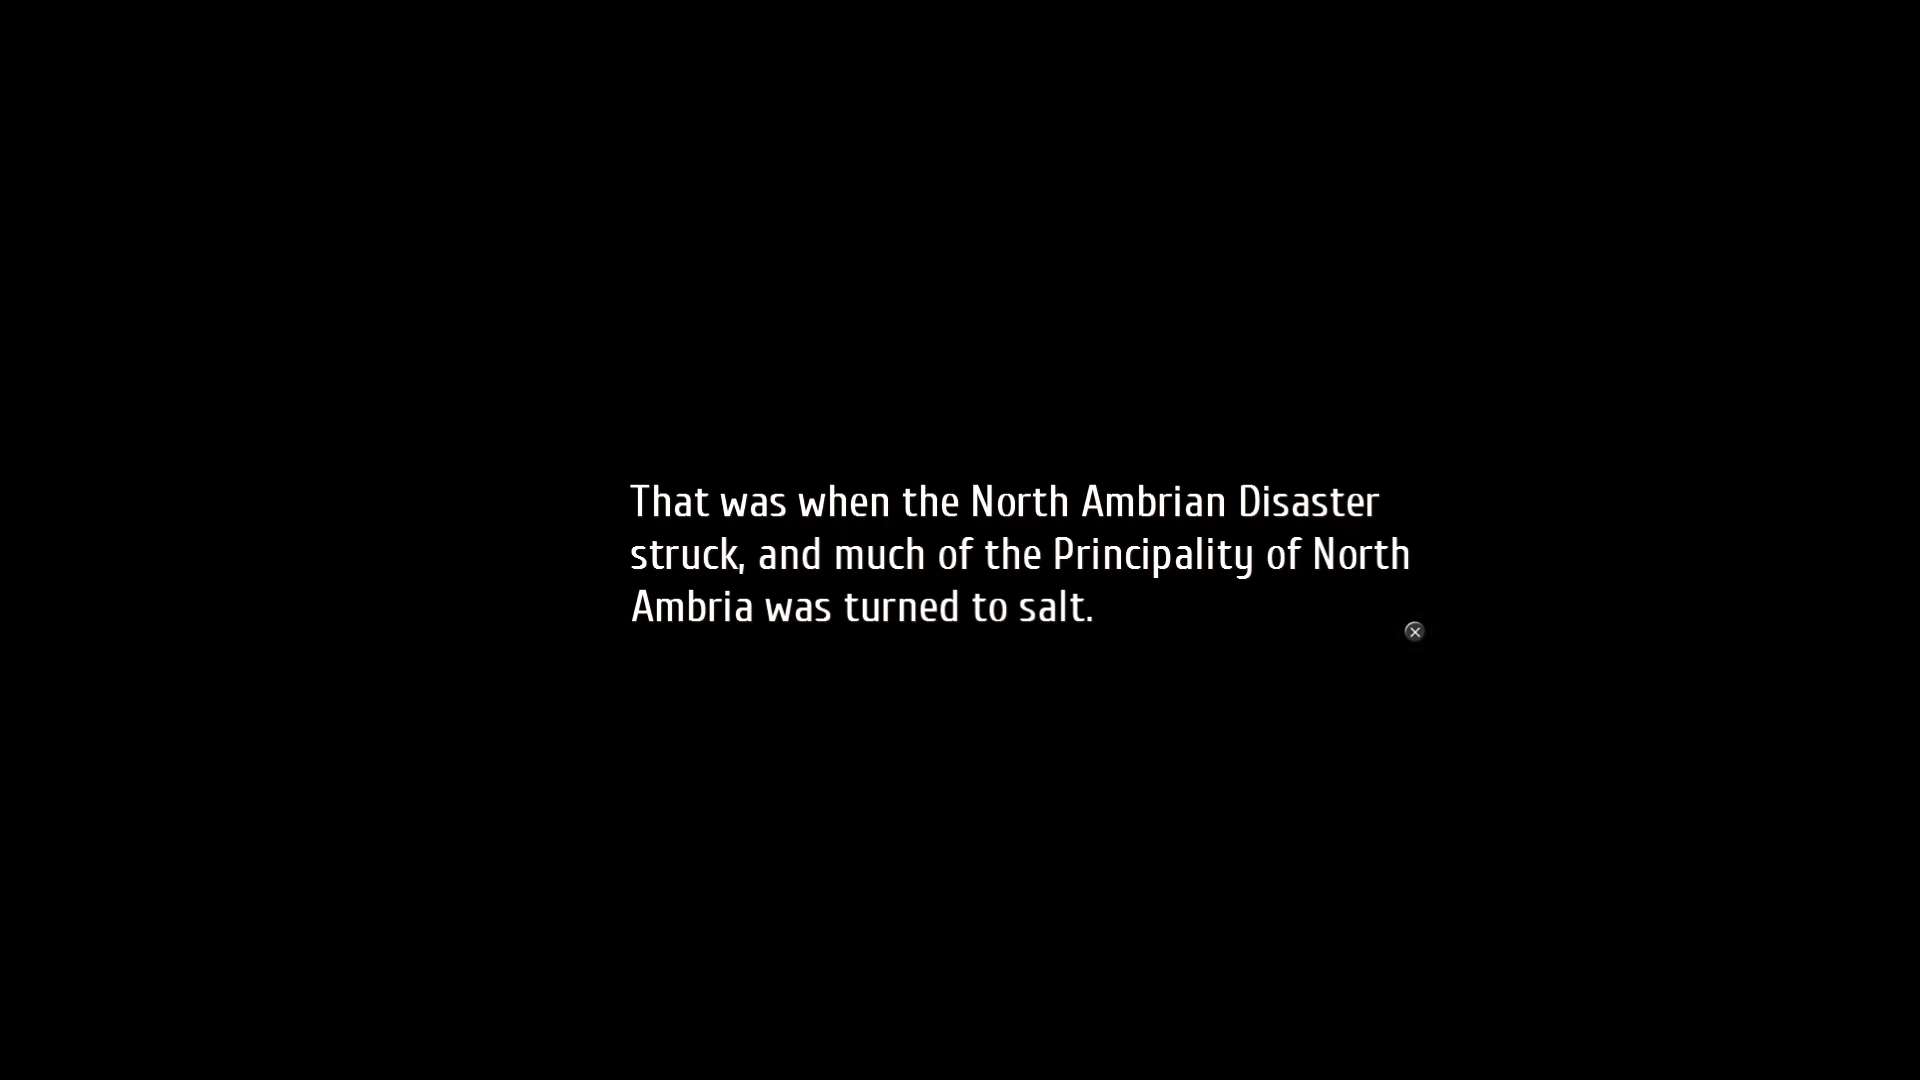 That was when the North Ambrian Disaster
struck, and much of the Principality of North
Ambria was turned to salt.